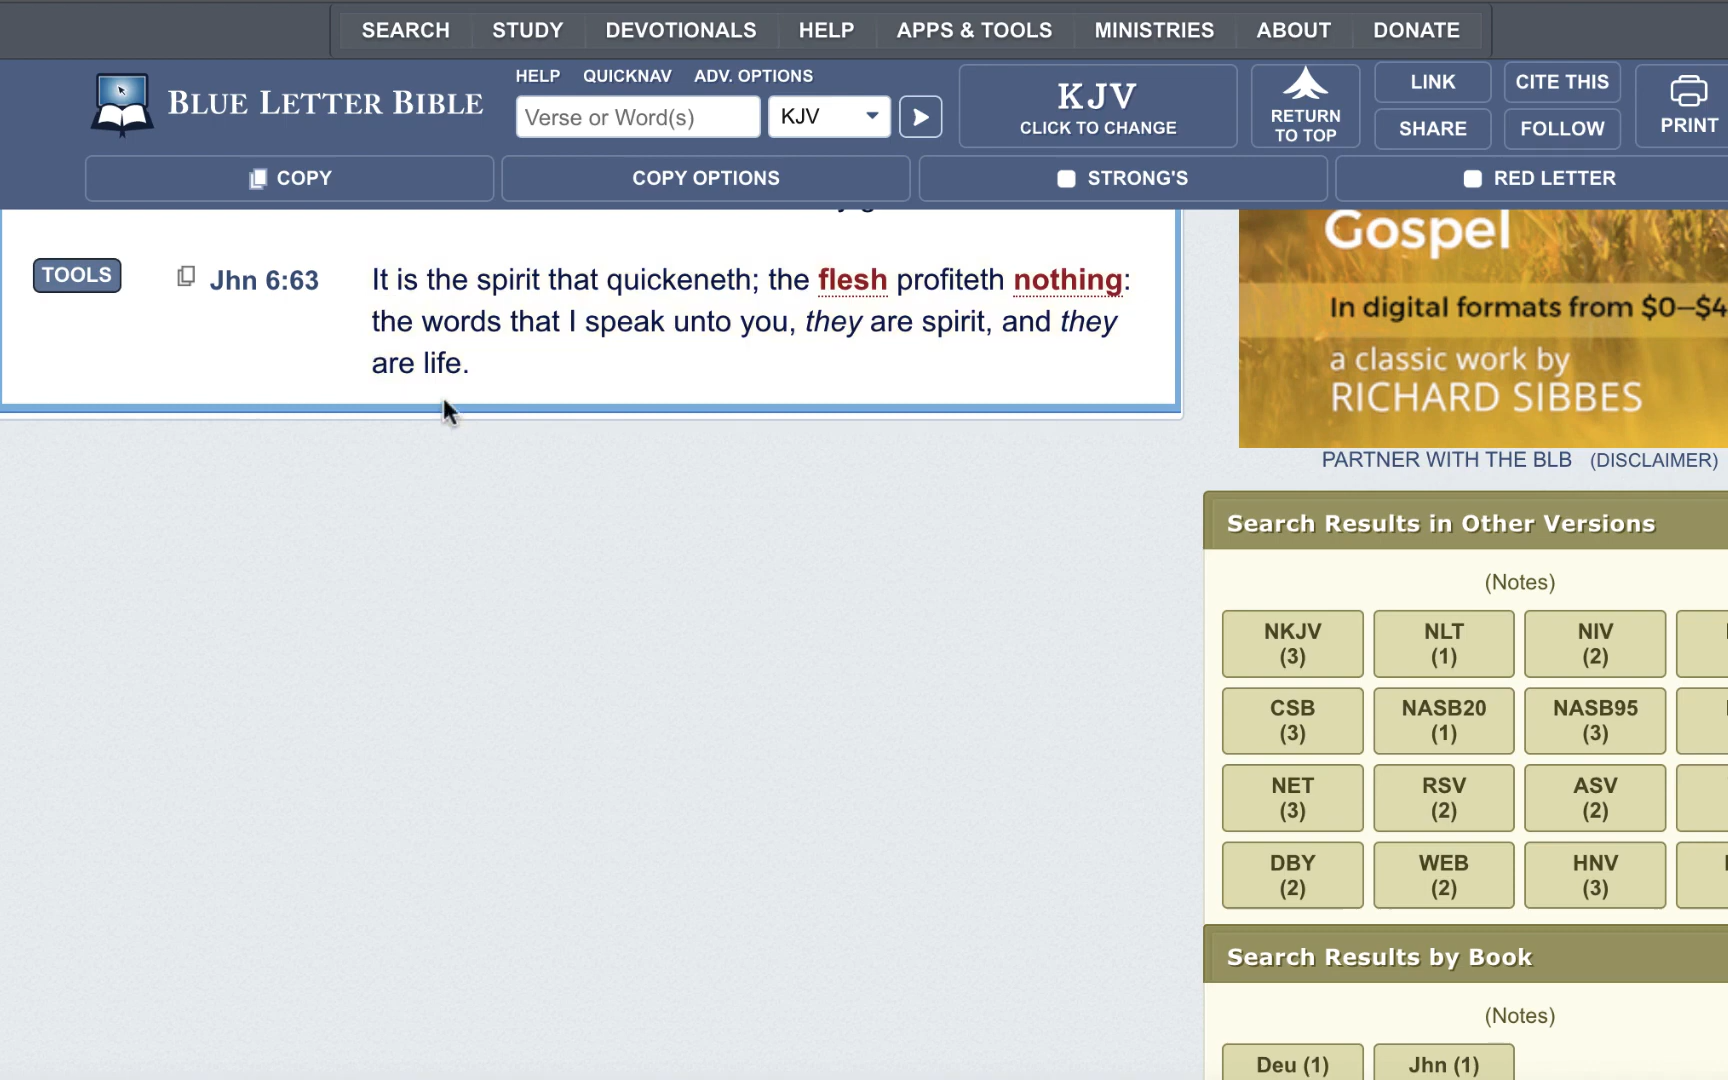 SEARCH STUDY DEVOTIONALS HELP APPS & TOOLS MINISTRIES ABOUT DONATE
BLUE LETTER BIBLE
HELP QUICKNAV ADV. OPTIONS
Verse or Word(s) KJV
KJV
CLICK TO CHANGE
RETURN
TO TOP
LINK CITE THIS
SHARE FOLLOW
PRINT
COPY COPY OPTIONS STRONG'S RED LETTER
TOOLS Jhn 6:63 It is the spirit that quickeneth; the flesh profiteth nothing:
the words that I speak unto you, they are spirit, and they
are life.
Gospel
In digital formats from $0–$4
a classic work by
RICHARD SIBBES
PARTNER WITH THE BLB (DISCLAIMER)
Search Results in Other Versions
(Notes)
NKJV NLT NIV
(3) (1) (2)
CSB NASB20 NASB95
(3) (1) (3)
NET RSV ASV
(3) (2) (2)
DBY WEB HNV
(2) (2) (3)
Search Results by Book
(Notes)
Deu (1) Jhn (1)